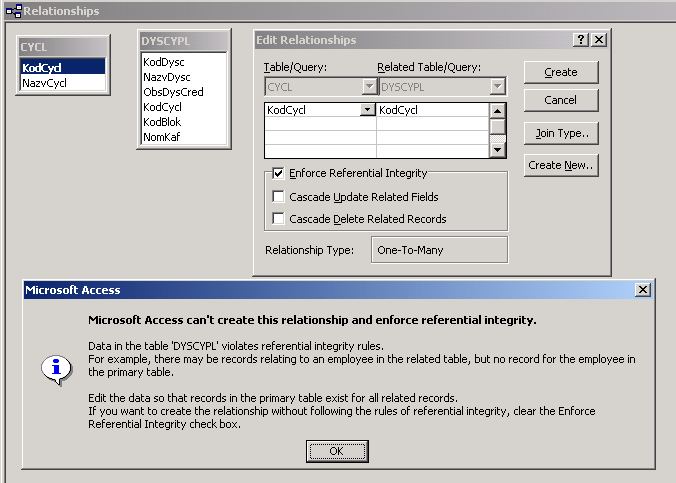 Relationships
CYCL
KodCycl
NazvCycl
DYSCYPL
KodDysc
NazvDysc
ObsDysCred
KodCycl
KodBlok
NomKaf
Edit Relationships
Table/Query: Related Table/Query:
CYCL DYSCYPL
KodCycl KodCycl
Enforce Referential Integrity
Cascade Update Related Fields
Cascade Delete Related Records
Relationship Type: One-To-Many
Create
Cancel
Join Type..
Create New..
Microsoft Access
Microsoft Access can't create this relationship and enforce referential integrity.
Data in the table 'DYSCYPL' violates referential integrity rules.
For example, there may be records relating to an employee in the related table, but no record for the employee in
the primary table.
Edit the data so that records in the primary table exist for all related records.
If you want to create the relationship without following the rules of referential integrity, clear the Enforce
Referential Integrity check box.
OK